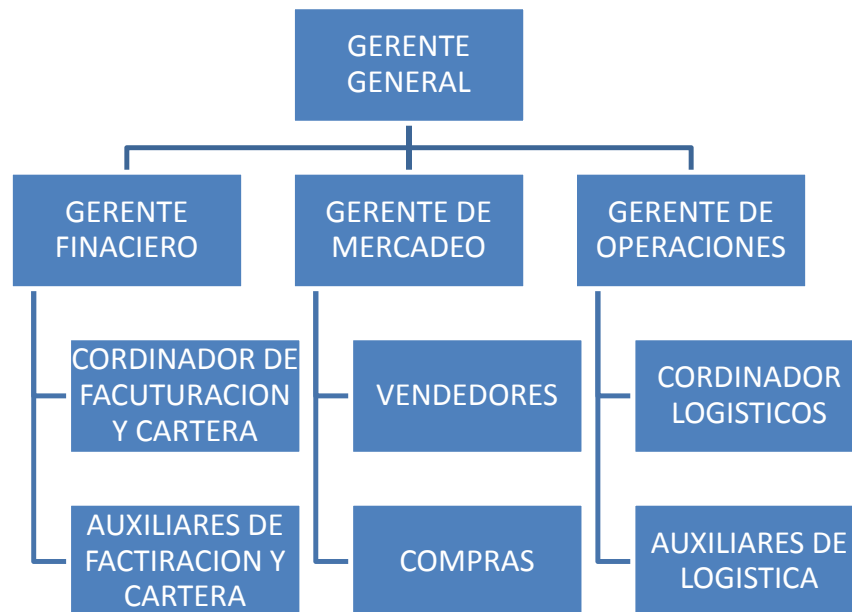 GERENTE
GENERAL
GERENTE
FINACIERO
GERENTE DE
MERCADEO
GERENTE DE
OPERACIONES
CORDINADOR DE
FACUTURACION
Y CARTERA
VENDEDORES
CORDINADOR
LOGISTICOS
AUXILIARES DE
FACTIRACION Y
CARTERA
COMPRAS
AUXILIARES DE
LOGISTICA